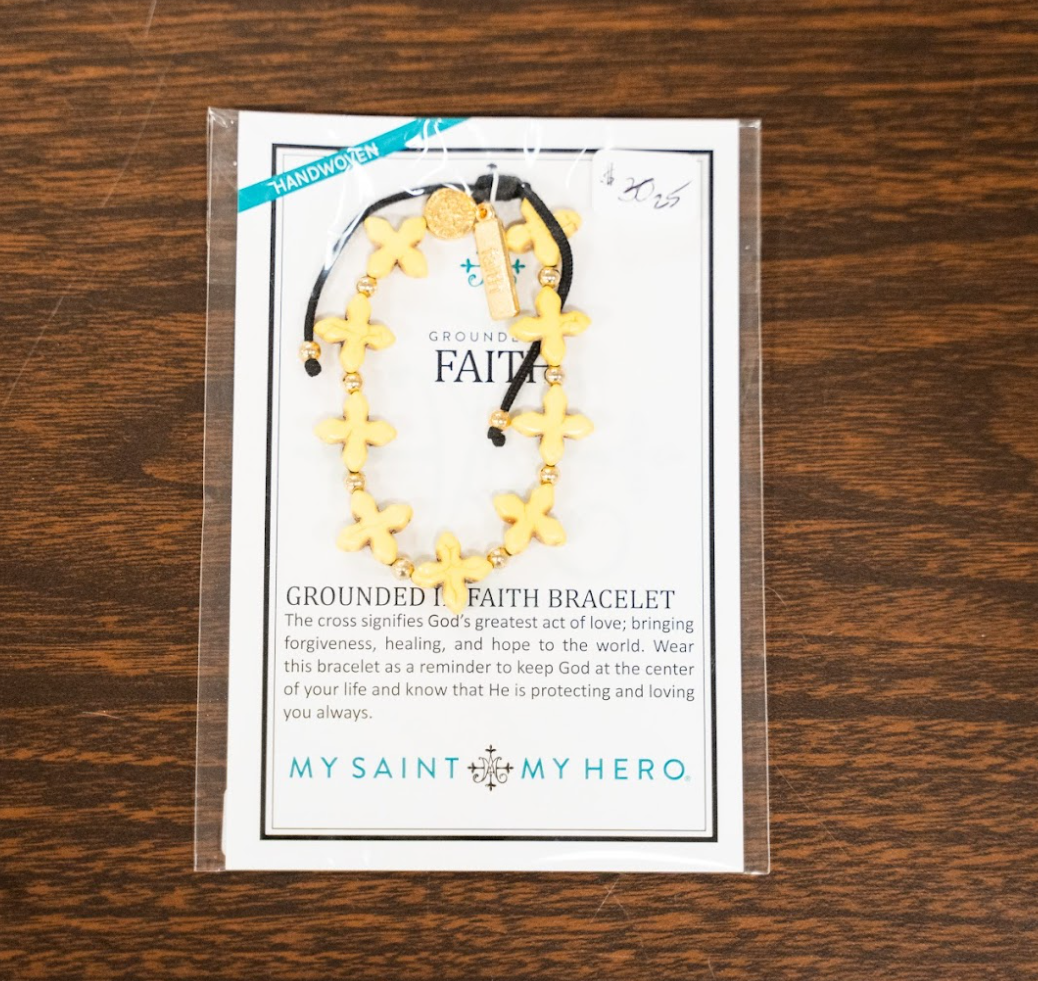 HANDWOVEN
$30.25
GROUNDE
FAITH
GROUNDED I FAITH BRACELET
The cross signifies God's greatest act of love; bringing
forgiveness, healing, and hope to the world. Wear
this bracelet as a reminder to keep God at the center
of your life and know that He is protecting and loving
you always.
MY SAINT MY HERO®